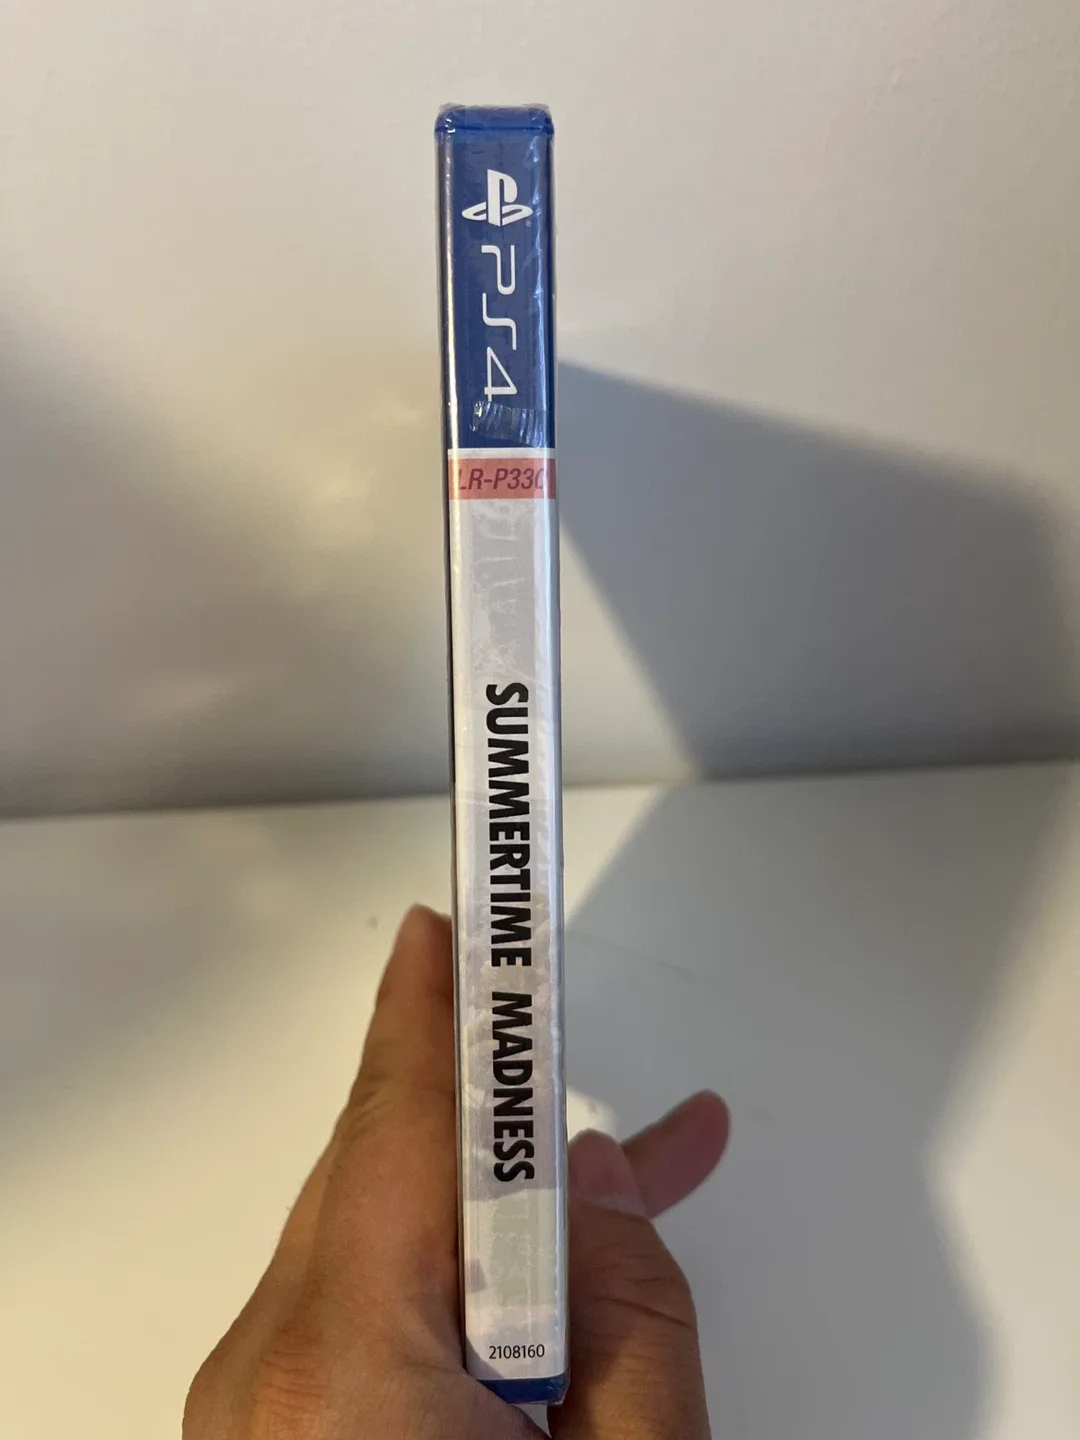 PS4
LR-P330
SUMMERTIME MADNESS
2108160